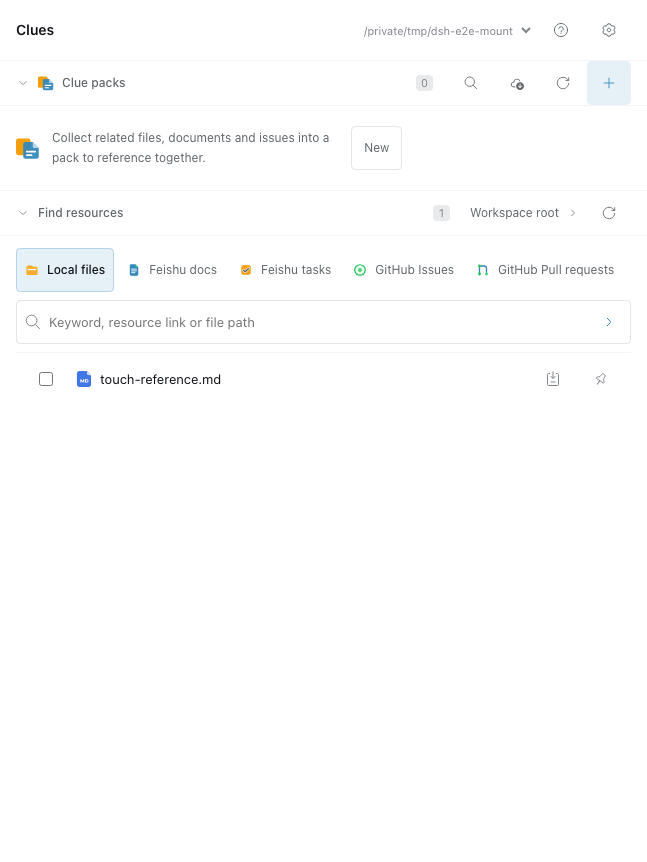 Clues
/private/tmp/dsh-e2e-mount
Clue packs
0
Collect related files, documents and issues into a
pack to reference together.
New
Find resources
1
Workspace root
Local files
Feishu docs
Feishu tasks
GitHub Issues
GitHub Pull requests
Keyword, resource link or file path
MD
touch-reference.md